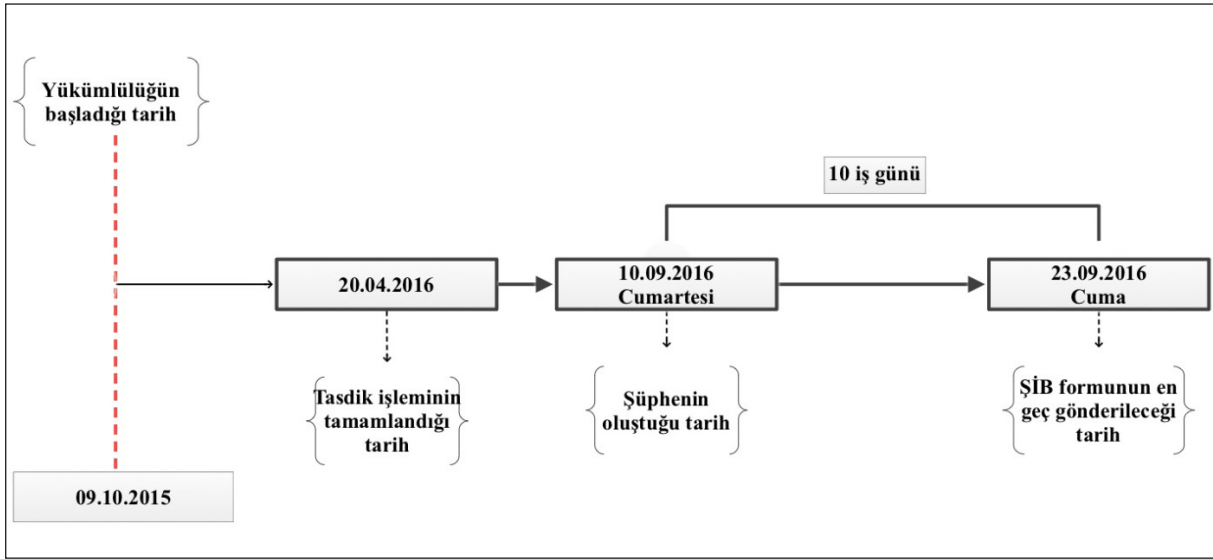 Yükümlülüğün
başladığı tarih
10 iş günü
20.04.2016
10.09.2016
Cumartesi
23.09.2016
Cuma
Tasdik işleminin
tamamlandığı
tarih
Şüphenin
oluştuğu tarih
ŞİB formunun en
geç gönderileceği
tarih
09.10.2015